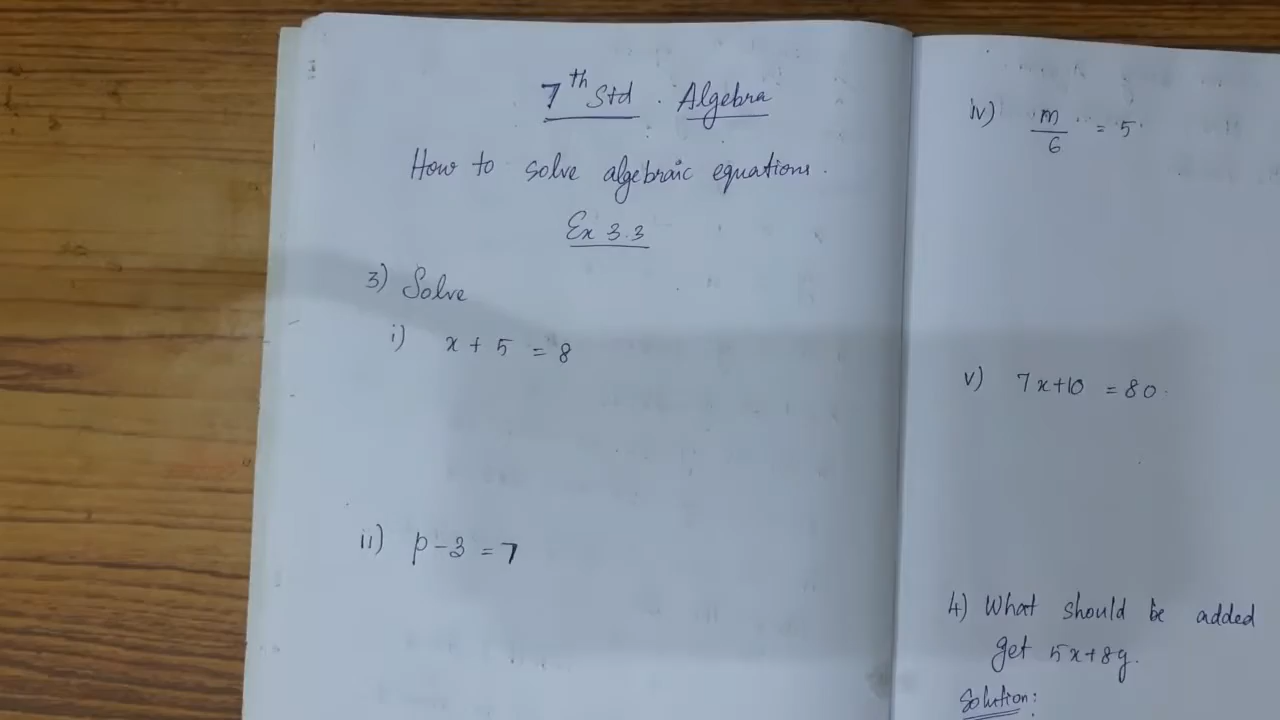 7th Std. Algebra
How to solve algebraic equations.
Ex 3.3
3) Solve
i) x + 5 = 8
ii) p - 3 = 7
iv) m/6 = 5
v) 7x+10 = 80.
4) What should be added
get 5x+8y.
Solution: